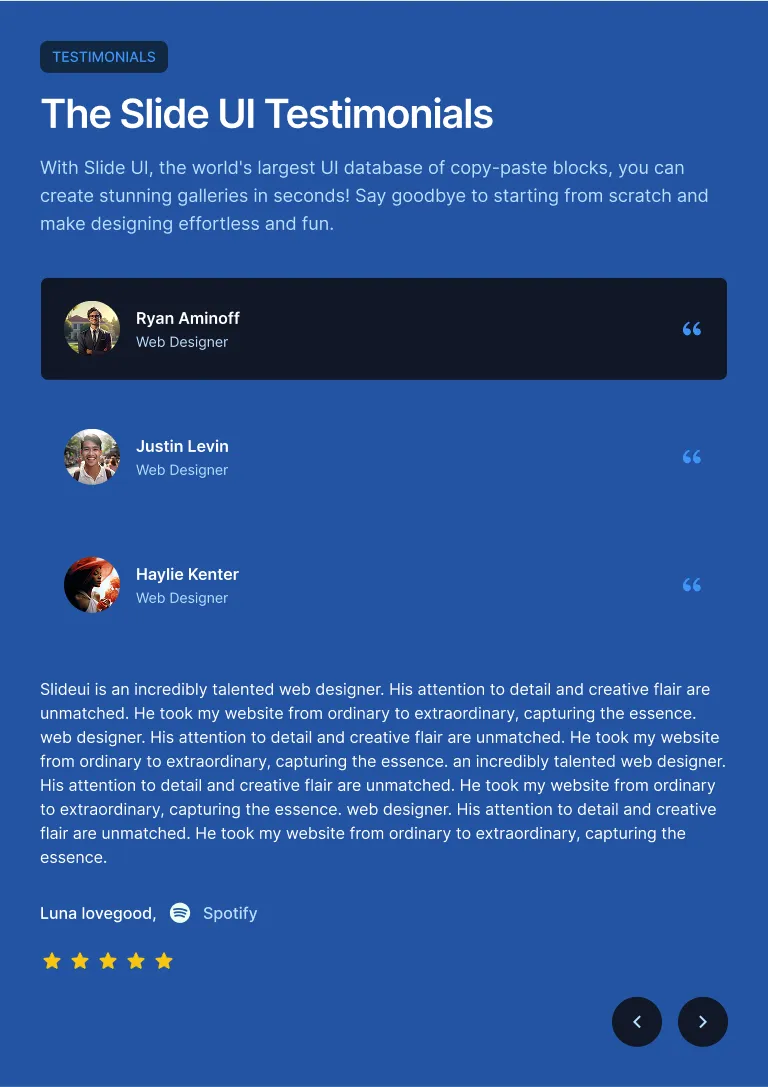 TESTIMONIALS
The Slide UI Testimonials
With Slide UI, the world's largest UI database of copy-paste blocks, you can
create stunning galleries in seconds! Say goodbye to starting from scratch and
make designing effortless and fun.
Ryan Aminoff
Web Designer
“
Justin Levin
Web Designer
“
Haylie Kenter
Web Designer
“
Slideui is an incredibly talented web designer. His attention to detail and creative flair are
unmatched. He took my website from ordinary to extraordinary, capturing the essence.
web designer. His attention to detail and creative flair are unmatched. He took my website
from ordinary to extraordinary, capturing the essence. an incredibly talented web designer.
His attention to detail and creative flair are unmatched. He took my website from ordinary
to extraordinary, capturing the essence. web designer. His attention to detail and creative
flair are unmatched. He took my website from ordinary to extraordinary, capturing the
essence.
Luna lovegood, Spotify